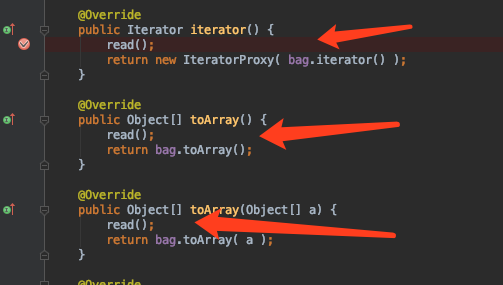 @Override
public Iterator iterator() {
read();
return new IteratorProxy( bag.iterator() );
}
@Override
public Object[] toArray() {
read();
return bag.toArray();
}
@Override
public Object[] toArray(Object[] a) {
read();
return bag.toArray( a );
}
@Override